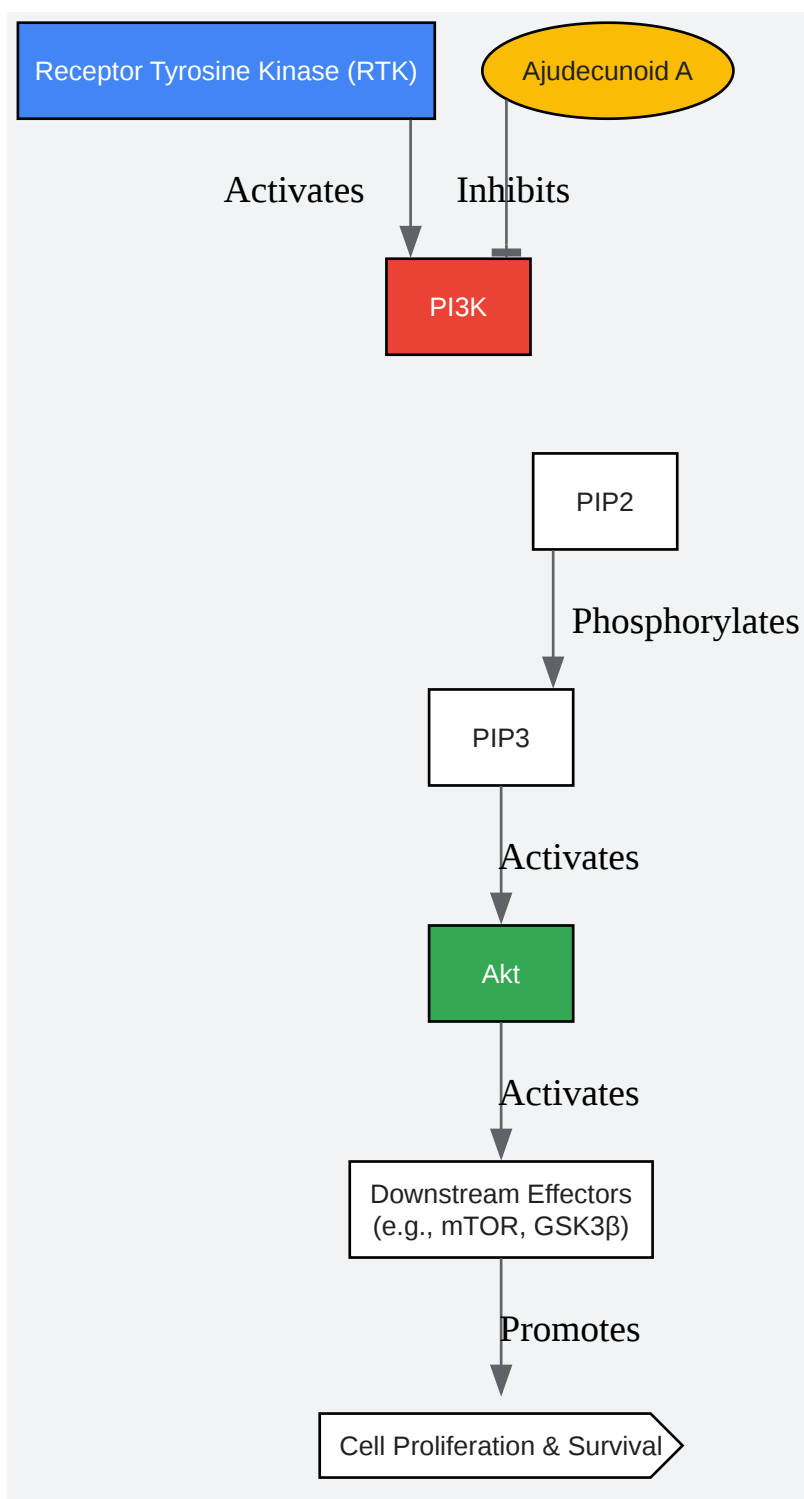 Receptor Tyrosine Kinase (RTK)
Ajudecunoid A
Activates
Inhibits
PI3K
PIP2
Phosphorylates
PIP3
Activates
Akt
Activates
Downstream Effectors
(e.g., mTOR, GSK3β)
Promotes
Cell Proliferation & Survival